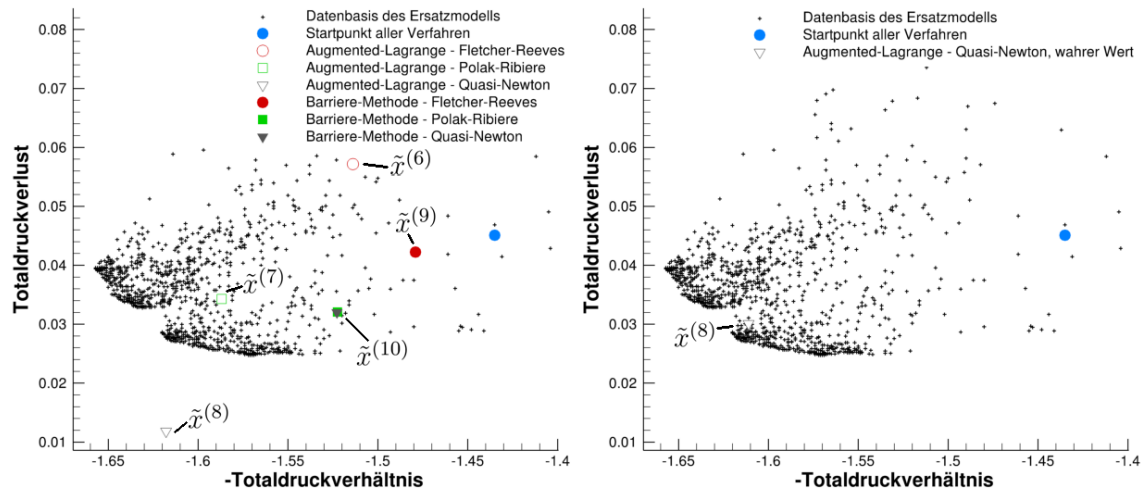 Datenbasis des Ersatzmodells
Startpunkt aller Verfahren
Augmented-Lagrange - Fletcher-Reeves
Augmented-Lagrange - Polak-Ribiere
Augmented-Lagrange - Quasi-Newton
Barriere-Methode - Fletcher-Reeves
Barriere-Methode - Polak-Ribiere
Barriere-Methode - Quasi-Newton
0.08
0.07
0.06
0.05
0.04
0.03
0.02
0.01
Totaldruckverlust
x̃⁽⁶⁾
x̃⁽⁹⁾
x̃⁽⁷⁾
x̃⁽¹⁰⁾
x̃⁽⁸⁾
-1.65 -1.6 -1.55 -1.5 -1.45 -1.4
-Totaldruckverhältnis
Datenbasis des Ersatzmodells
Startpunkt aller Verfahren
Augmented-Lagrange - Quasi-Newton, wahrer Wert
0.08
0.07
0.06
0.05
0.04
0.03
0.02
0.01
Totaldruckverlust
x̃⁽⁸⁾
-1.65 -1.6 -1.55 -1.5 -1.45 -1.4
-Totaldruckverhältnis